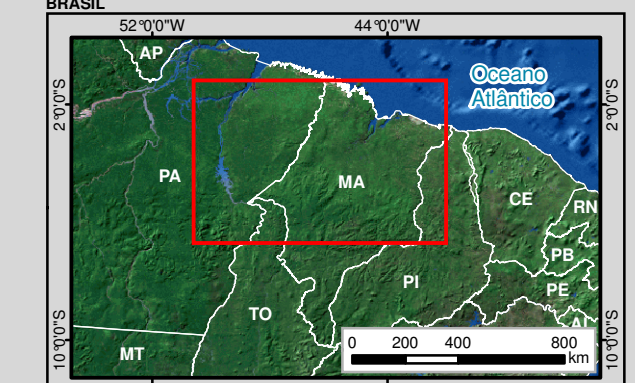 BRASIL
52°0'0"W 44°0'0"W
AP
Oceano
Atlântico
2°0'0"S
2°0'0"S
PA
MA
CE
RN
PB
PE
AL
PI
TO
MT
10°0'0"S
10°0'0"S
0 200 400 800
km